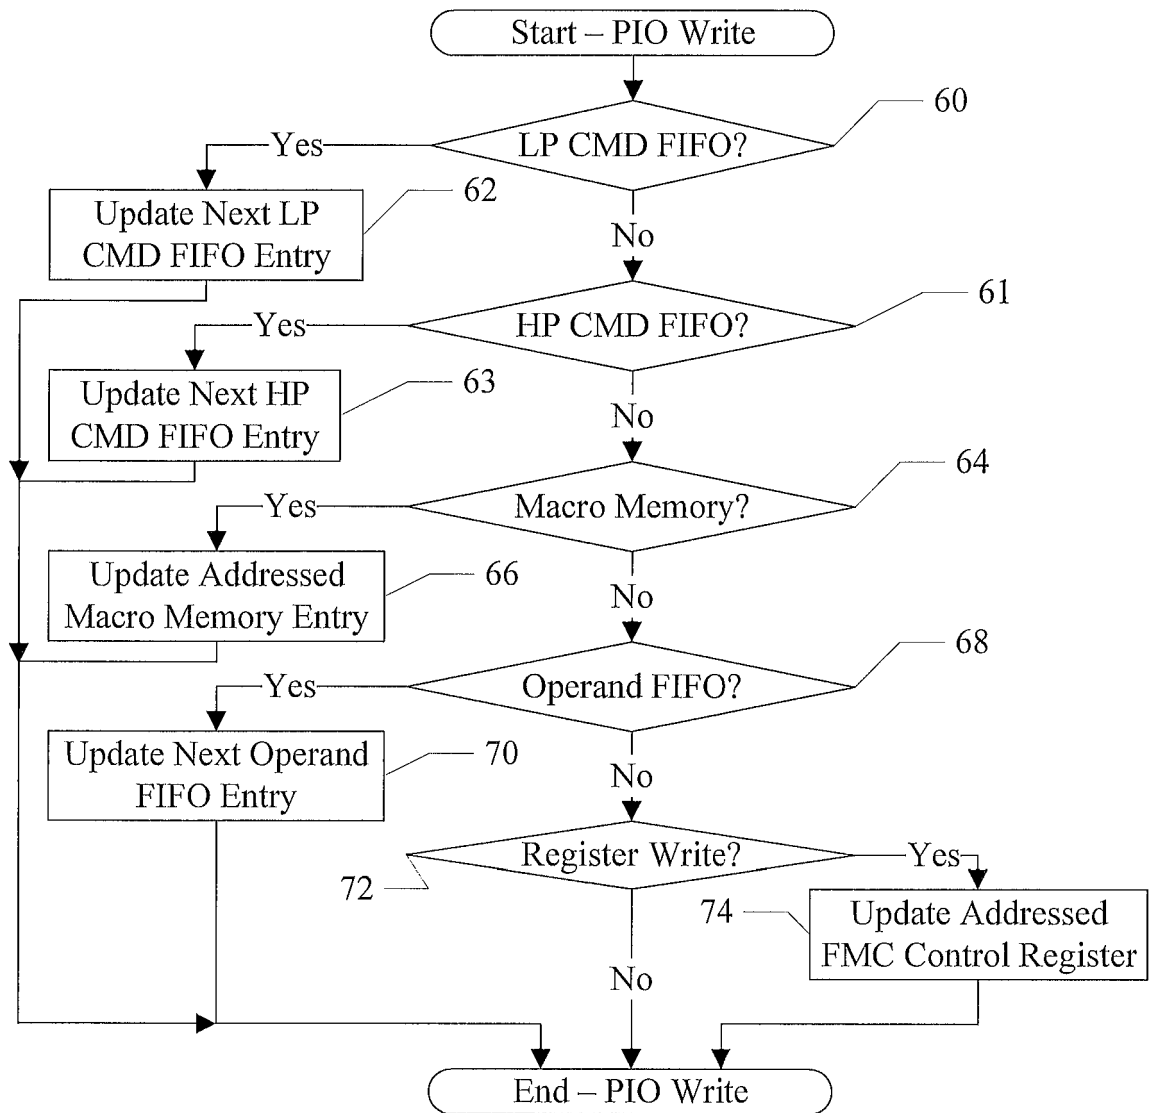 Start – PIO Write
60
LP CMD FIFO?
Yes
62
Update Next LP
CMD FIFO Entry
No
61
HP CMD FIFO?
Yes
63
Update Next HP
CMD FIFO Entry
No
64
Macro Memory?
Yes
66
Update Addressed
Macro Memory Entry
No
68
Operand FIFO?
Yes
70
Update Next Operand
FIFO Entry
No
Register Write?
Yes
72
74
Update Addressed
FMC Control Register
No
End – PIO Write